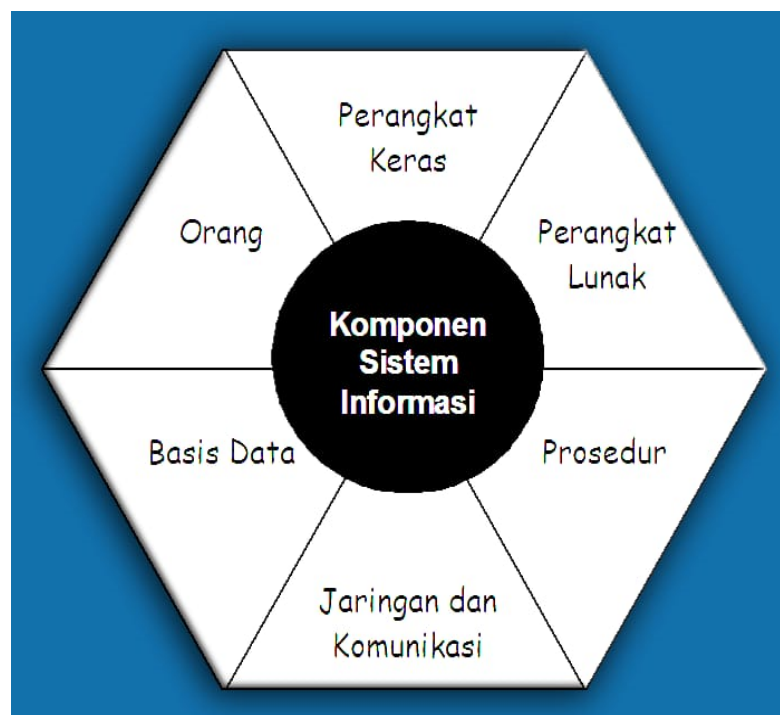 Perangkat
Keras
Orang
Perangkat
Lunak
Komponen
Sistem
Informasi
Basis Data
Prosedur
Jaringan dan
Komunikasi